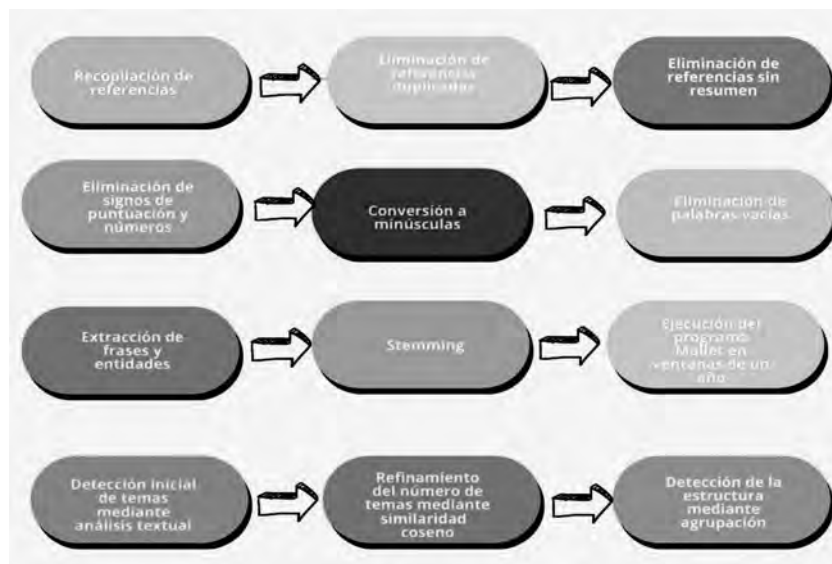 Recopilación de
referencias
Eliminación de
referencia
duplicadas
Eliminación de
referencias sin
resumen
Eliminación de
signos de
puntuación y
números
Conversión a
minúsculas
Eliminación de
palabras vacías
Extracción de
frases y
entidades
Stemming
Ejecución del
programa
Mallet en
ventanas de un
año
Detección inicial
de temas
mediante
análisis textual
Refinamiento
del número de
temas mediante
similaridad
coseno
Detección de la
estructura
mediante
agrupación